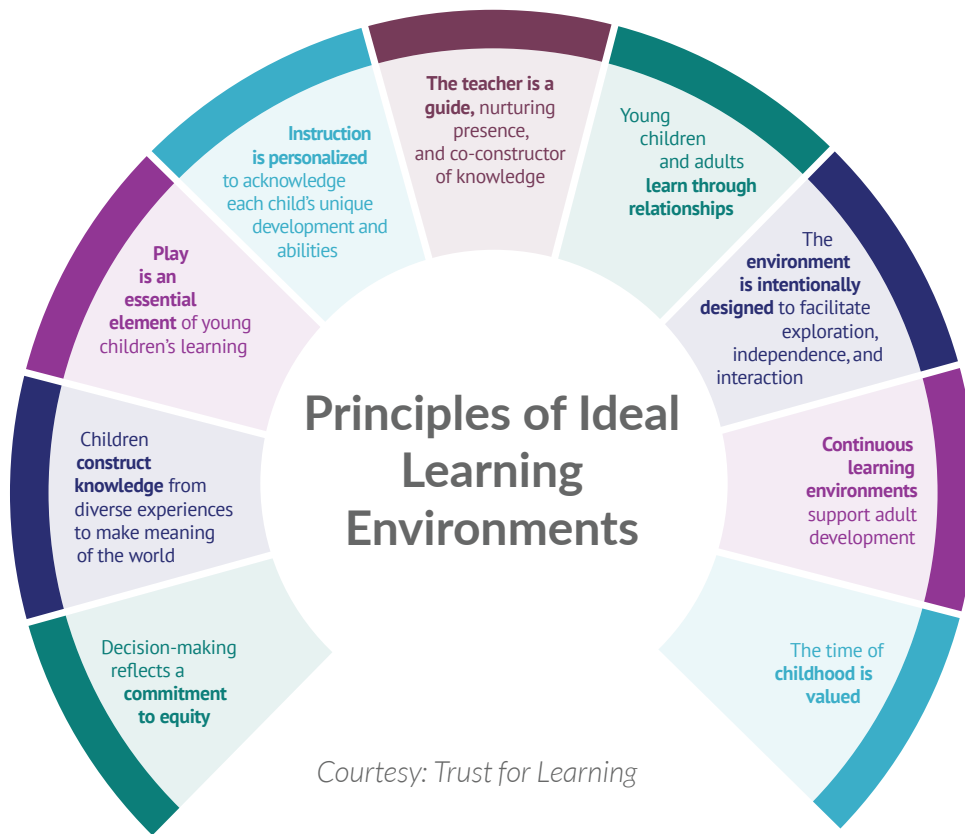 Decision-making
reflects a
commitment
to equity
Children
construct
knowledge from
diverse experiences
to make meaning
of the world
Play
is an
essential
element of young
children’s learning
Instruction
is personalized
to acknowledge
each child’s unique
development and
abilities
The teacher is a
guide, nurturing
presence,
and co-constructor
of knowledge
Young
children
and adults
learn through
relationships
The
environment
is intentionally
designed to facilitate
exploration,
independence, and
interaction
Continuous
learning
environments
support adult
development
The time of
childhood is
valued
Principles of Ideal
Learning
Environments
Courtesy: Trust for Learning